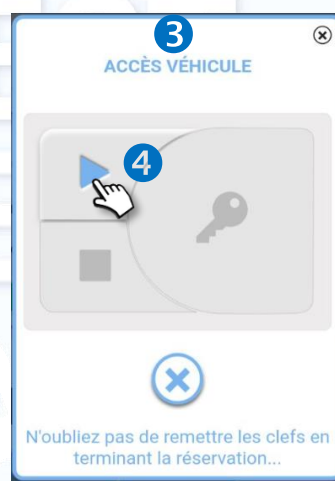 3
ACCÈS VÉHICULE
4
N'oubliez pas de remettre les clefs en
terminant la réservation...